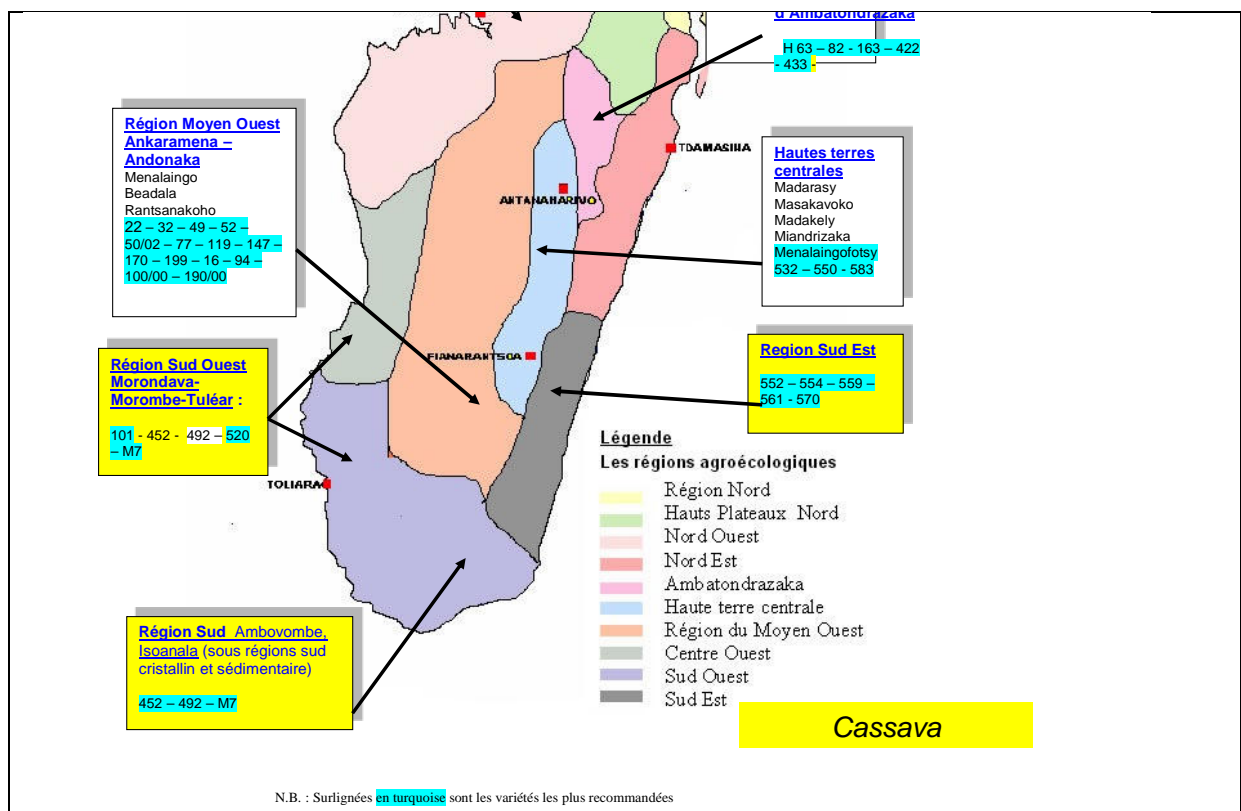 d'Ambatondrazaka
H 63 – 82 - 163 – 422
- 433 -
Région Moyen Ouest
Ankaramena –
Andonaka
Menalaingo
Beadala
Rantsanakoho
22 – 32 – 49 – 52 –
50/02 – 77 – 119 – 147 –
170 – 199 – 16 – 94 –
100/00 – 190/00
TOAMASINA
Hautes terres
centrales
Madarasy
Masakavoko
Madakely
Miandrizaka
Menalaingofotsy
532 – 550 - 583
ANTANANARIVO
FIANARANTSOA
Région Sud Ouest
Morondava-
Morombe-Tuléar :
101 - 452 - 492 – 520
– M7
Region Sud Est
552 – 554 – 559 –
561 - 570
TOLIARA
Légende
Les régions agroécologiques
Région Nord
Hauts Plateaux Nord
Nord Ouest
Nord Est
Ambatondrazaka
Haute terre centrale
Région du Moyen Ouest
Centre Ouest
Sud Ouest
Sud Est
Région Sud Ambovombe,
Isoanala (sous régions sud
cristallin et sédimentaire)
452 – 492 – M7
Cassava
N.B. : Surlignées en turquoise sont les variétés les plus recommandées